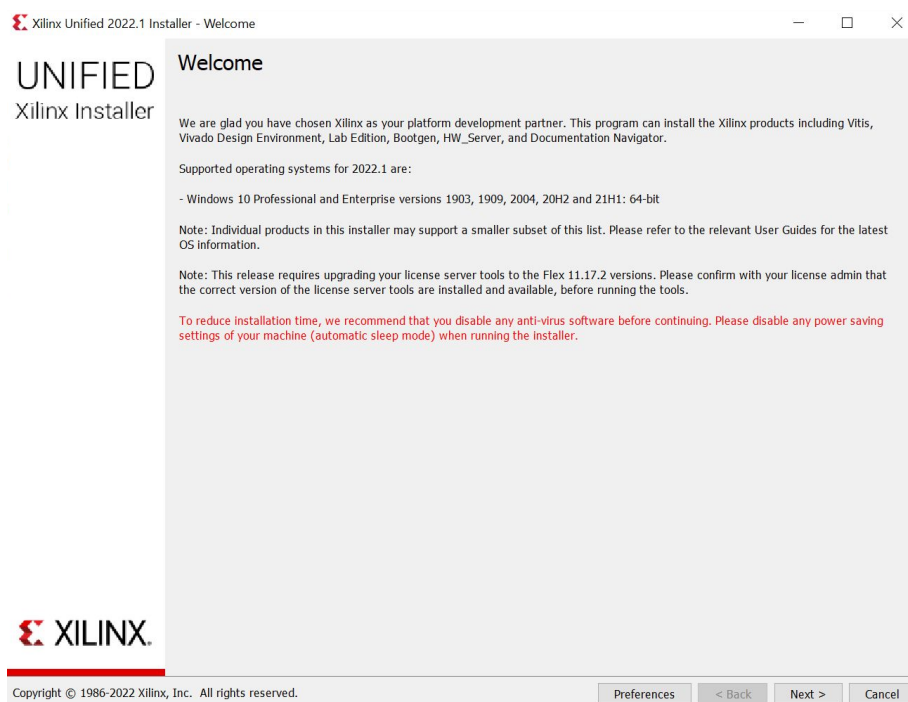 Xilinx Unified 2022.1 Installer - Welcome
UNIFIED
Xilinx Installer
Welcome
We are glad you have chosen Xilinx as your platform development partner. This program can install the Xilinx products including Vitis,
Vivado Design Environment, Lab Edition, Bootgen, HW_Server, and Documentation Navigator.
Supported operating systems for 2022.1 are:
- Windows 10 Professional and Enterprise versions 1903, 1909, 2004, 20H2 and 21H1: 64-bit
Note: Individual products in this installer may support a smaller subset of this list. Please refer to the relevant User Guides for the latest
OS information.
Note: This release requires upgrading your license server tools to the Flex 11.17.2 versions. Please confirm with your license admin that
the correct version of the license server tools are installed and available, before running the tools.
To reduce installation time, we recommend that you disable any anti-virus software before continuing. Please disable any power saving
settings of your machine (automatic sleep mode) when running the installer.
XILINX.
Copyright © 1986-2022 Xilinx, Inc. All rights reserved.
Preferences
< Back
Next >
Cancel